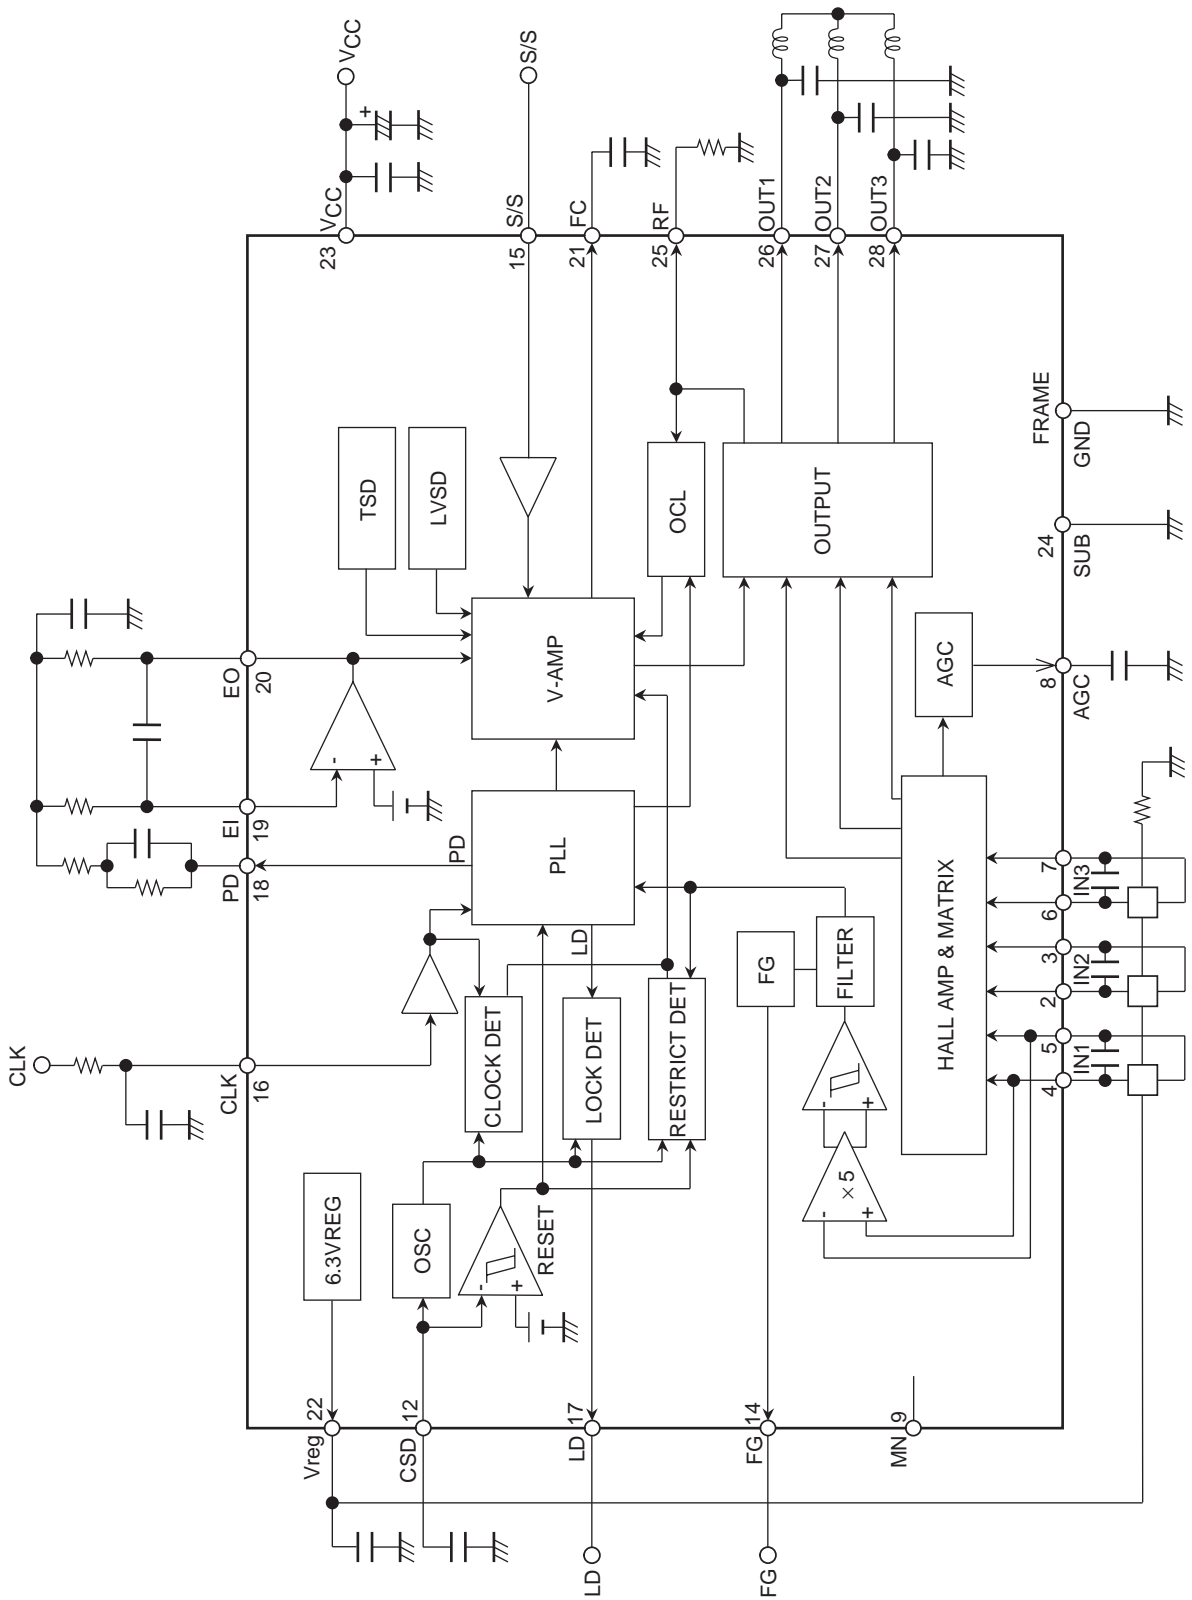 LD
FG
Vreg
22
CSD
12
LD
17
FG
14
MN
9
6.3VREG
OSC
-
+
RESET
-
+
× 5
-
+
CLK
CLK
16
CLOCK DET
LOCK DET
RESTRICT DET
FG
FILTER
HALL AMP & MATRIX
4
IN1
5
2
IN2
3
6
IN3
7
PD
18
EI
19
EO
20
PD
PLL
LD
-
+
V-AMP
AGC
8
AGC
TSD
LVSD
OCL
OUTPUT
24
SUB
FRAME
GND
23
VCC
VCC
+
15
S/S
S/S
21
FC
25
RF
26
OUT1
27
OUT2
28
OUT3